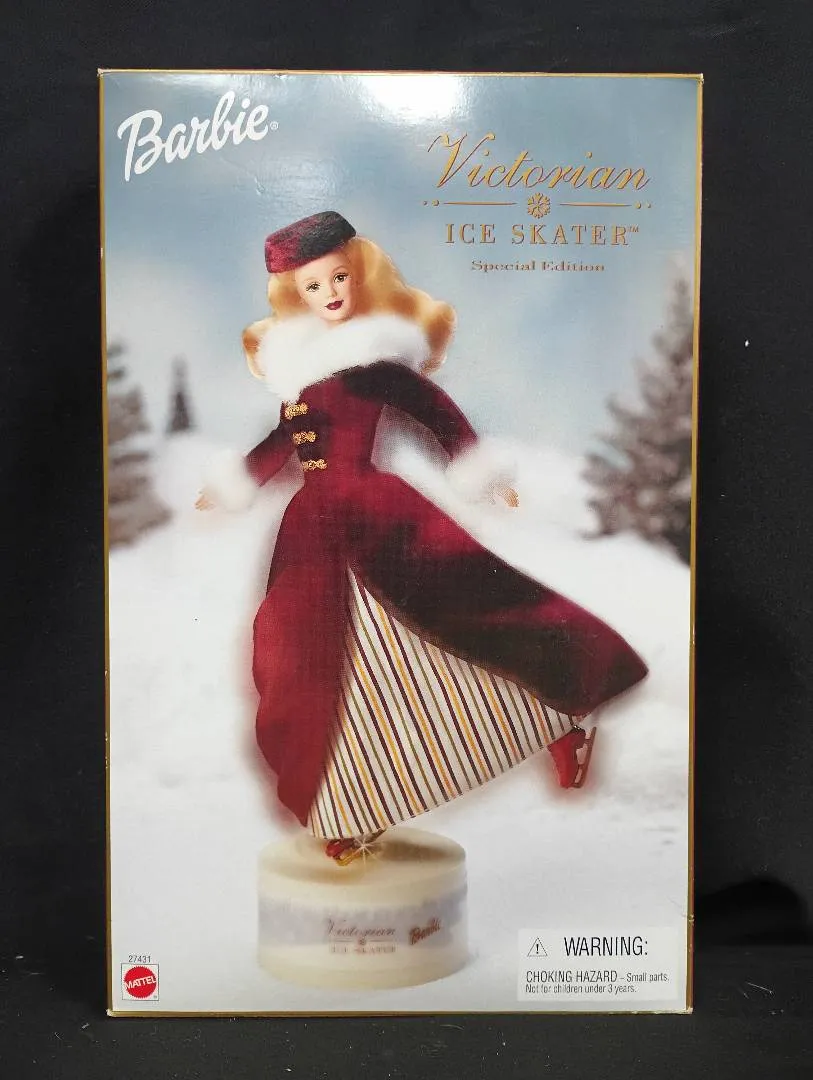 Barbie®
Victorian
ICE SKATER™
Special Edition
Victorian
ICE SKATER
Barbie
27431
MATTEL
®
⚠ WARNING:
CHOKING HAZARD – Small parts.
Not for children under 3 years.